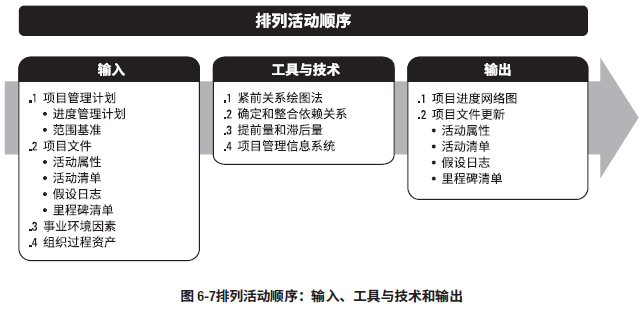 排列活动顺序
输入
.1 项目管理计划
• 进度管理计划
• 范围基准
.2 项目文件
• 活动属性
• 活动清单
• 假设日志
• 里程碑清单
.3 事业环境因素
.4 组织过程资产
工具与技术
.1 紧前关系绘图法
.2 确定和整合依赖关系
.3 提前量和滞后量
.4 项目管理信息系统
输出
.1 项目进度网络图
.2 项目文件更新
• 活动属性
• 活动清单
• 假设日志
• 里程碑清单
图 6-7排列活动顺序：输入、工具与技术和输出